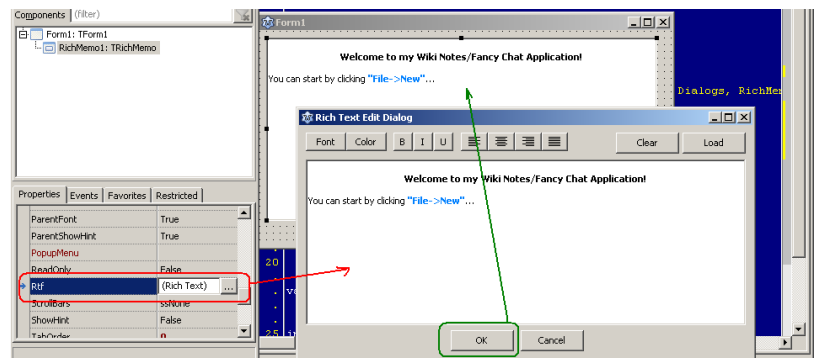 Components (filter)
Form1: TForm1
RichMemo1: TRichMemo
Properties Events Favorites Restricted
ParentFont True
ParentShowHint True
PopupMenu
ReadOnly False
Rtf (Rich Text) ...
ScrollBars ssNone
ShowHint False
TabOrder 0
Form1
Welcome to my Wiki Notes/Fancy Chat Application!
You can start by clicking "File->New"...
Dialogs, RichMe
Rich Text Edit Dialog
Font Color B I U Clear Load
Welcome to my Wiki Notes/Fancy Chat Application!
You can start by clicking "File->New"...
20
va
25 in
OK Cancel